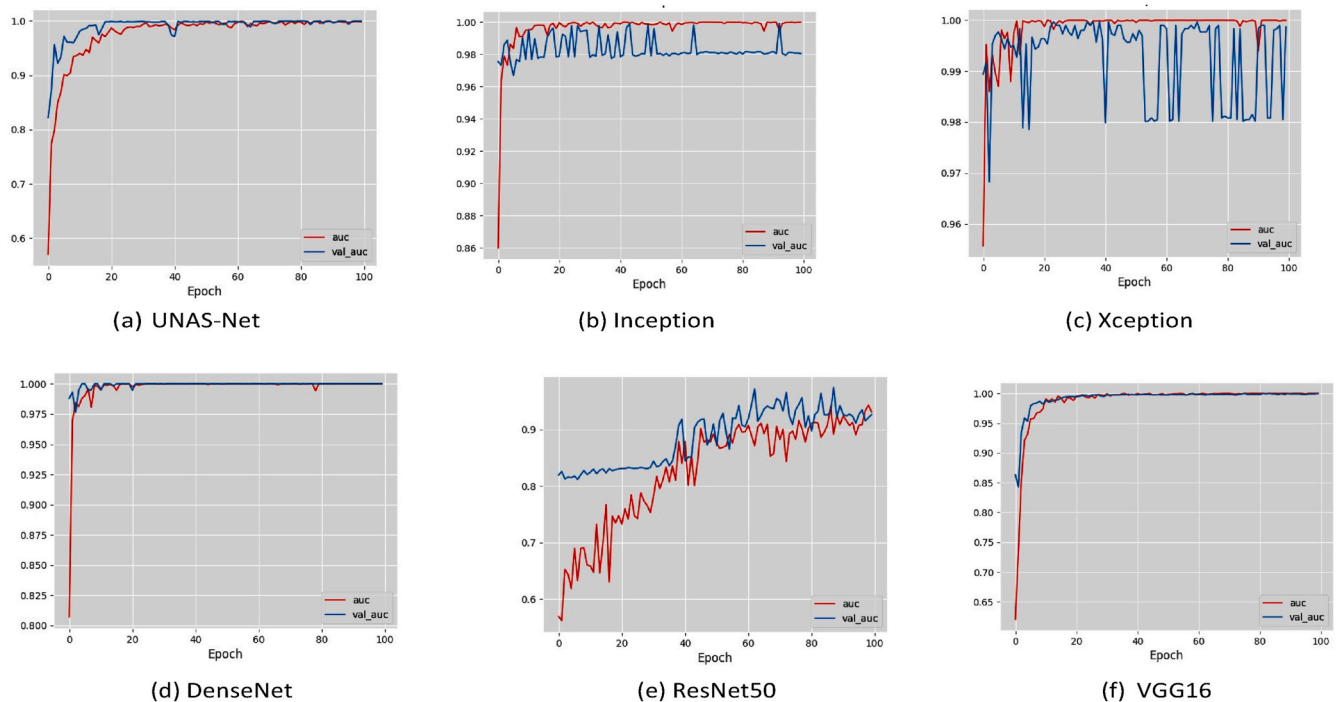 1.0
0.9
0.8
0.7
0.6
0 20 40 60 80 100
Epoch
auc
val_auc
(a) UNAS-Net
1.00
0.98
0.96
0.94
0.92
0.90
0.88
0.86
0 20 40 60 80 100
Epoch
auc
val_auc
(b) Inception
1.00
0.99
0.98
0.97
0.96
0 20 40 60 80 100
Epoch
auc
val_auc
(c) Xception
1.000
0.975
0.950
0.925
0.900
0.875
0.850
0.825
0.800
0 20 40 60 80 100
Epoch
auc
val_auc
(d) DenseNet
0.9
0.8
0.7
0.6
0 20 40 60 80 100
Epoch
auc
val_auc
(e) ResNet50
1.00
0.95
0.90
0.85
0.80
0.75
0.70
0.65
0 20 40 60 80 100
Epoch
auc
val_auc
(f) VGG16